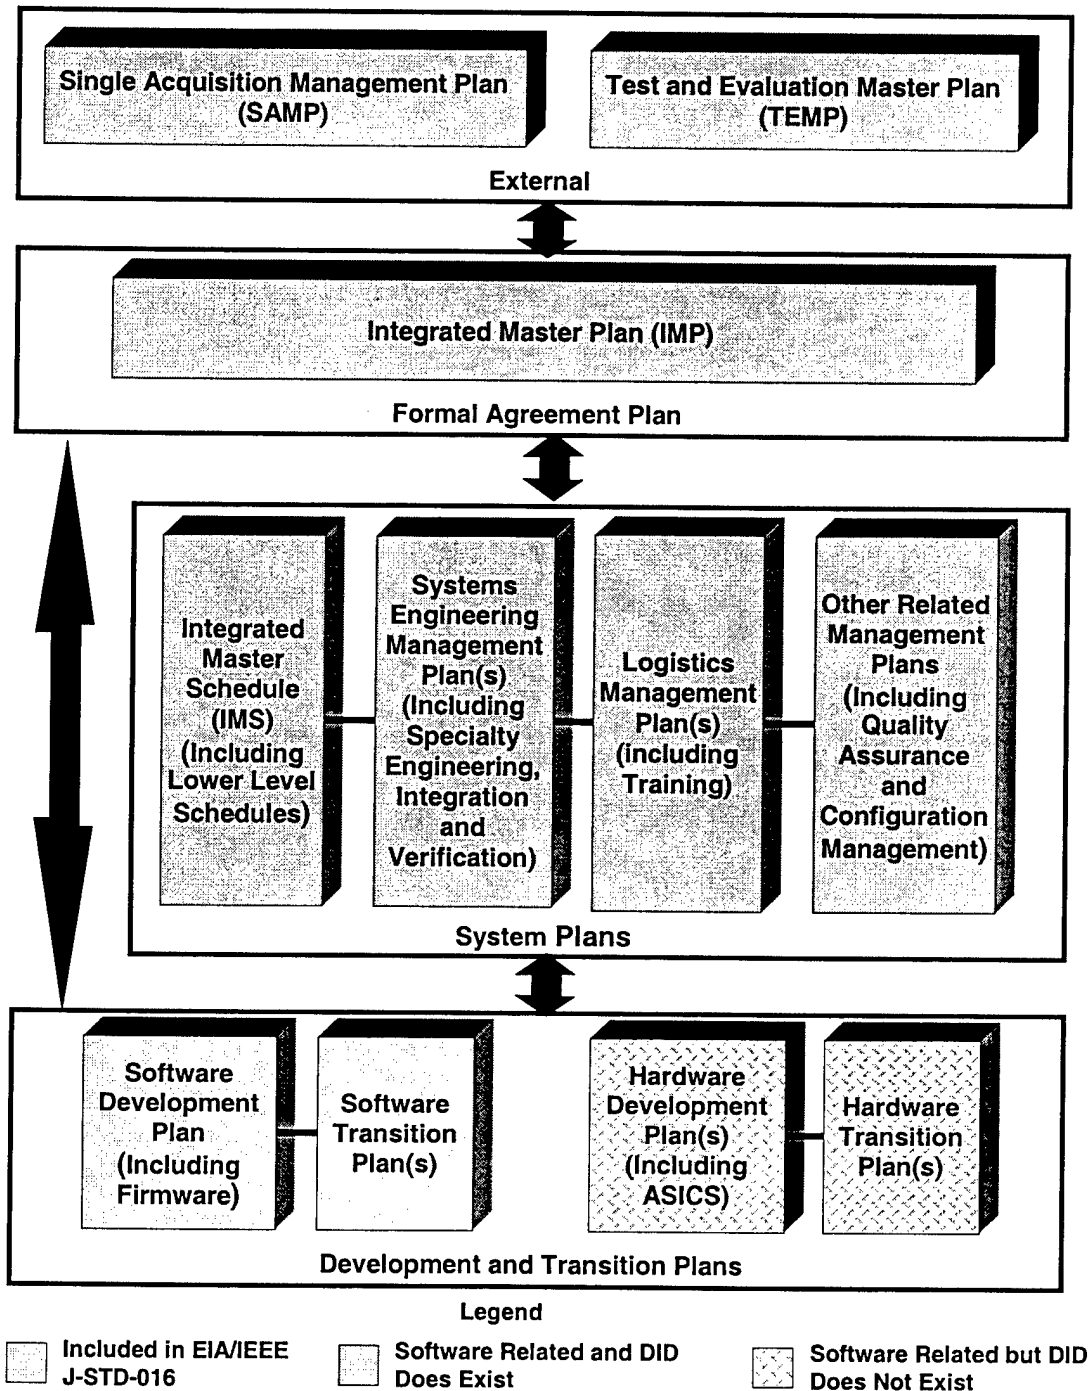 Single Acquisition Management Plan
(SAMP)
Test and Evaluation Master Plan
(TEMP)
External
Integrated Master Plan (IMP)
Formal Agreement Plan
Integrated
Master
Schedule
(IMS)
(Including
Lower Level
Schedules)
Systems
Engineering
Management
Plan(s)
(Including
Specialty
Engineering,
Integration
and
Verification)
Logistics
Management
Plan(s)
(including
Training)
Other Related
Management
Plans
(Including
Quality
Assurance
and
Configuration
Management)
System Plans
Software
Development
Plan
(Including
Firmware)
Software
Transition
Plan(s)
Hardware
Development
Plan(s)
(Including
ASICS)
Hardware
Transition
Plan(s)
Development and Transition Plans
Legend
Included in EIA/IEEE
J-STD-016
Software Related and DID
Does Exist
Software Related but DID
Does Not Exist